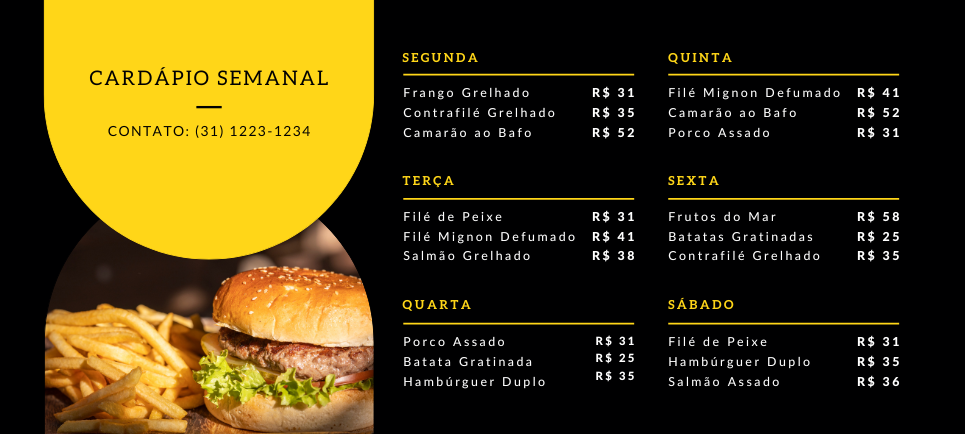 CARDÁPIO SEMANAL
CONTATO: (31) 1223-1234
SEGUNDA
Frango Grelhado R$ 31
Contrafilé Grelhado R$ 35
Camarão ao Bafo R$ 52
TERÇA
Filé de Peixe R$ 31
Filé Mignon Defumado R$ 41
Salmão Grelhado R$ 38
QUARTA
Porco Assado R$ 31
Batata Gratinada R$ 25
Hambúrguer Duplo R$ 35
QUINTA
Filé Mignon Defumado R$ 41
Camarão ao Bafo R$ 52
Porco Assado R$ 31
SEXTA
Frutos do Mar R$ 58
Batatas Gratinadas R$ 25
Contrafilé Grelhado R$ 35
SÁBADO
Filé de Peixe R$ 31
Hambúrguer Duplo R$ 35
Salmão Assado R$ 36